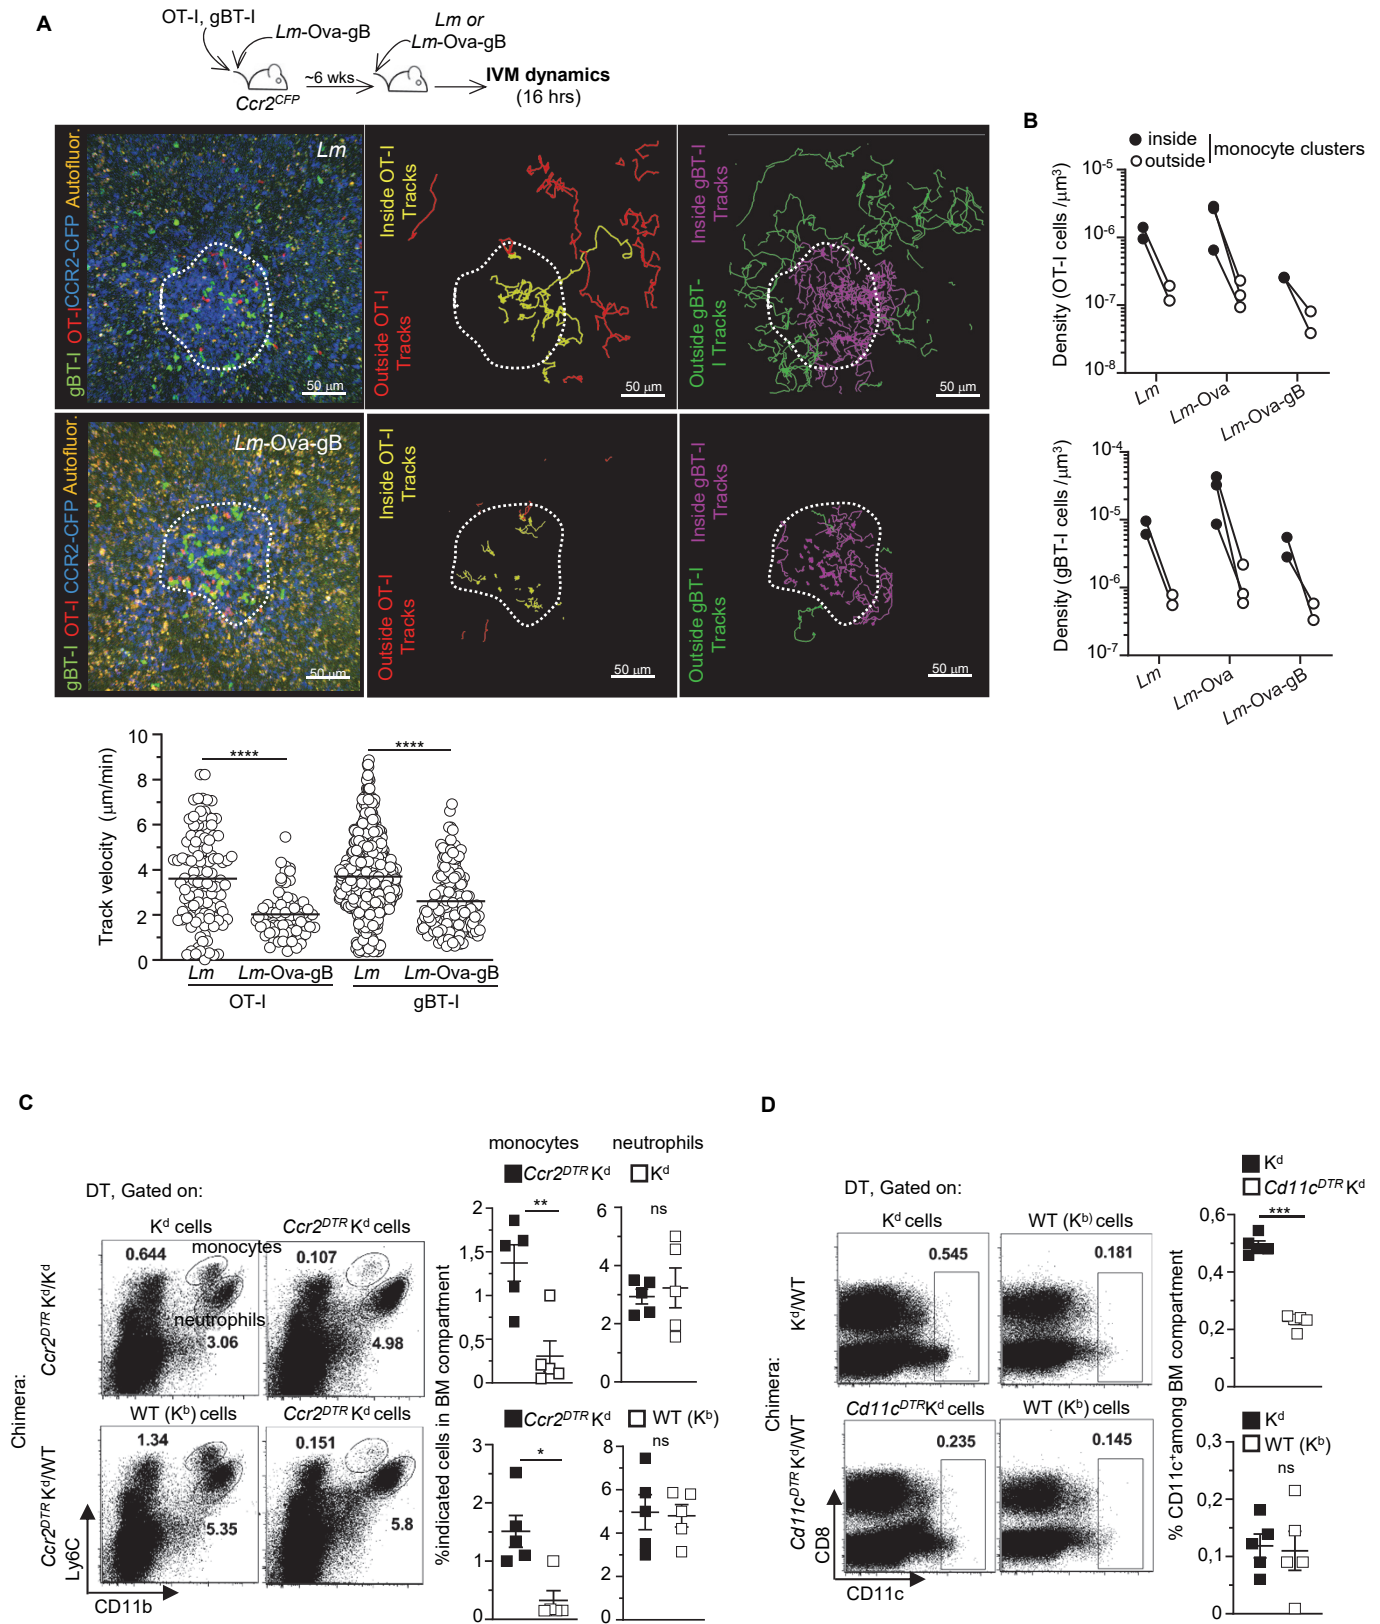 A
OT-I, gBT-I
Lm-Ova-gB
Lm or
Lm-Ova-gB
~6 wks
IVM dynamics
(16 hrs)
Ccr2CFP
gBT-I OT-I CCR2-CFP Autofluor.
Lm
50 µm
Inside OT-I
Tracks
Outside OT-I
Tracks
50 µm
Inside gBT-I
Tracks
Outside gBT-
I Tracks
50 µm
gBT-I OT-I CCR2-CFP Autofluor.
Lm-Ova-gB
50 µm
Inside OT-I
Tracks
Outside OT-I
Tracks
50 µm
Inside gBT-I
Tracks
Outside gBT-I
Tracks
50 µm
Track velocity (µm/min)
10
8
6
4
2
0
****
****
Lm
Lm-Ova-gB
Lm
Lm-Ova-gB
OT-I
gBT-I
B
inside
outside
monocyte clusters
Density (OT-I cells /µm³)
10-5
10-6
10-7
10-8
Lm
Lm-Ova
Lm-Ova-gB
Density (gBT-I cells /µm³)
10-4
10-5
10-6
10-7
Lm
Lm-Ova
Lm-Ova-gB
C
DT, Gated on:
Kd cells
Ccr2DTR Kd cells
Chimera:
Ccr2DTR Kd/Kd
0.644
monocytes
neutrophils
3.06
0.107
4.98
WT (Kb) cells
Ccr2DTR Kd cells
Ccr2DTR Kd/WT
1.34
5.35
0.151
5.8
Ly6C
CD11b
monocytes
neutrophils
Ccr2DTR Kd
Kd
%indicated cells in BM compartment
2
1,5
1
0,5
0
**
6
4
2
0
ns
Ccr2DTR Kd
WT (Kb)
3
2
1
0
*
8
6
4
2
0
ns
D
DT, Gated on:
Kd cells
WT (Kb) cells
Chimera:
Kd/WT
0.545
0.181
Cd11cDTRKd cells
WT (Kb) cells
Cd11cDTR Kd/WT
0.235
0.145
CD8
CD11c
Kd
Cd11cDTR Kd
% CD11c+among BM compartment
0,6
0,4
0,2
0
***
Kd
WT (Kb)
0,3
0,2
0,1
0
ns